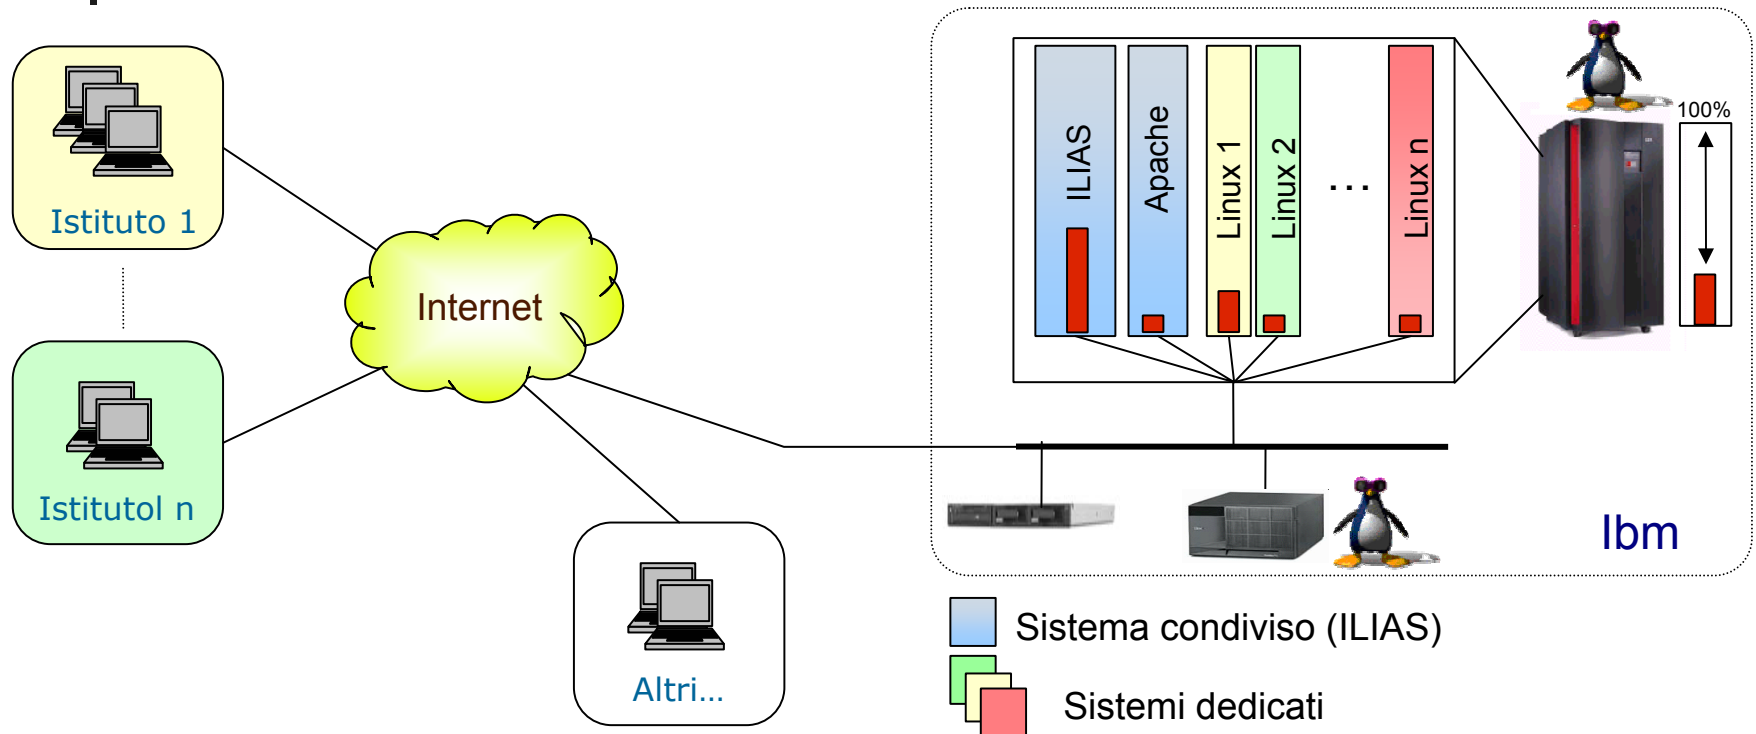 Istituto 1
Istitutol n
Internet
Altri…
ILIAS
Apache
Linux 1
Linux 2
...
Linux n
100%
Ibm
Sistema condiviso (ILIAS)
Sistemi dedicati